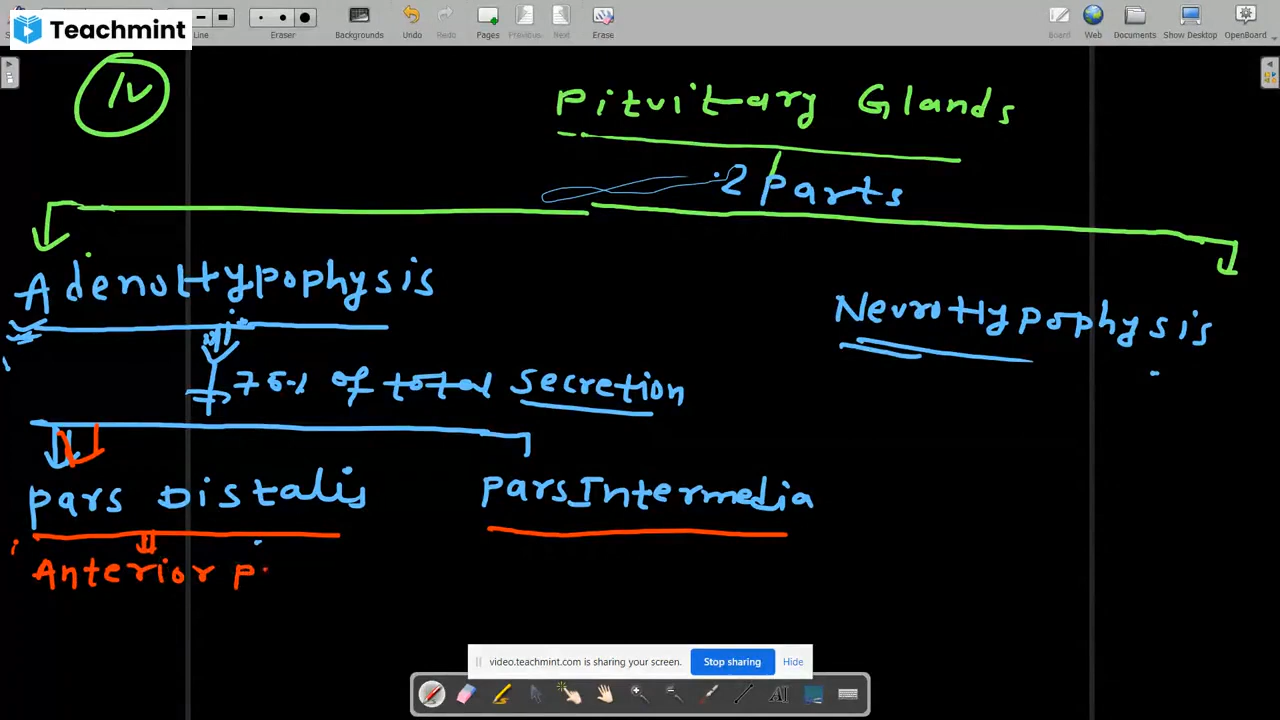 Teachmint
Line
Eraser
Backgrounds
Undo
Redo
Pages
Previous
Next
Erase
Board
Web
Documents
Show Desktop
OpenBoard
IV
Pituitary Glands
2 parts
AdenoHypophysis
NeuroHypophysis
75% of total secretion
pars Distalis
Pars Intermedia
Anterior p
video.teachmint.com is sharing your screen.
Stop sharing
Hide